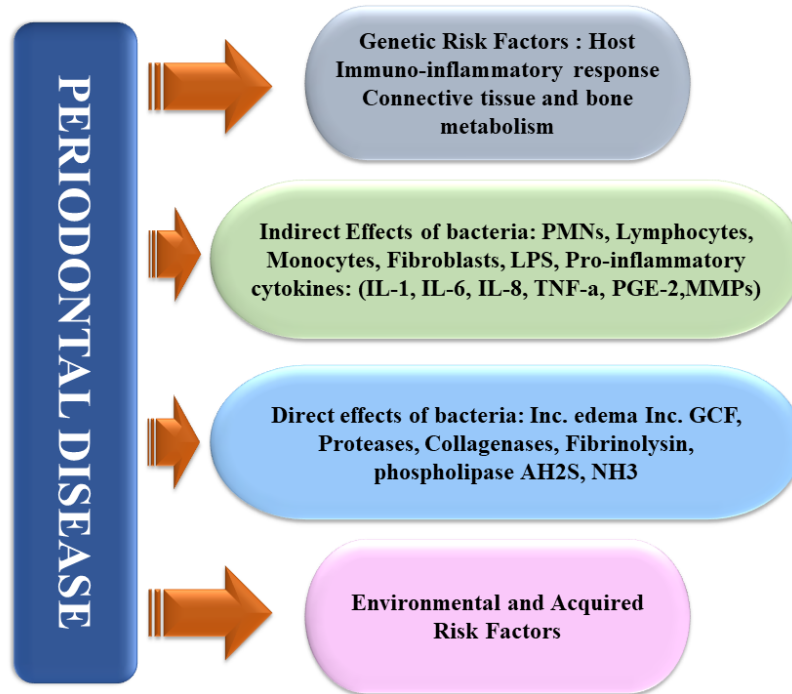 PERIODONTAL DISEASE
Genetic Risk Factors : Host
Immuno-inflammatory response
Connective tissue and bone
metabolism
Indirect Effects of bacteria: PMNs, Lymphocytes,
Monocytes, Fibroblasts, LPS, Pro-inflammatory
cytokines: (IL-1, IL-6, IL-8, TNF-a, PGE-2,MMPs)
Direct effects of bacteria: Inc. edema Inc. GCF,
Proteases, Collagenases, Fibrinolysin,
phospholipase AH2S, NH3
Environmental and Acquired
Risk Factors